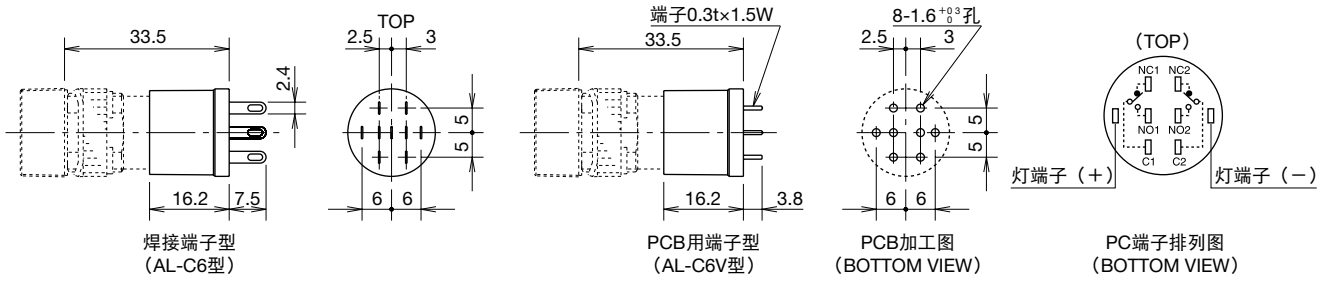 33.5
2.4
16.2
7.5
焊接端子型
（AL-C6型）
TOP
2.5
3
5
5
6
6
端子0.3t×1.5W
33.5
16.2
3.8
PCB用端子型
（AL-C6V型）
8-1.6 +0.3 0 孔
2.5
3
5
5
6
6
PCB加工图
（BOTTOM VIEW）
（TOP）
NC1
NC2
NO1
NO2
C1
C2
灯端子（＋）
灯端子（－）
PC端子排列图
（BOTTOM VIEW）